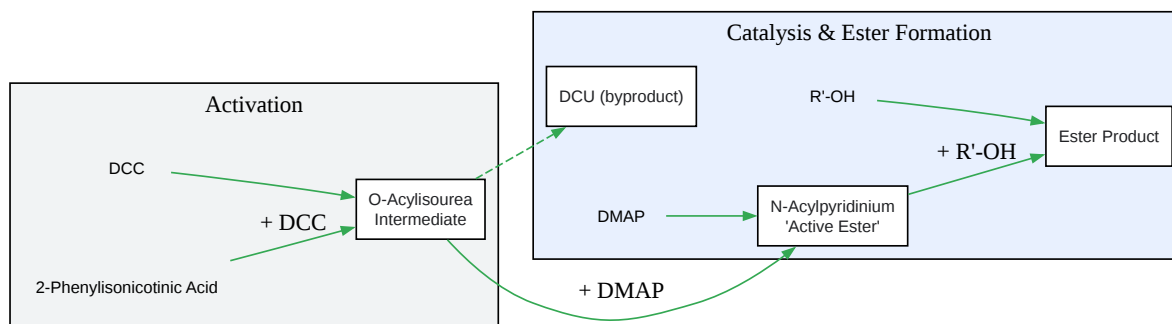 Activation
DCC
+ DCC
2-Phenylisonicotinic Acid
O-Acylisourea
Intermediate
+ DMAP
Catalysis & Ester Formation
DCU (byproduct)
R'-OH
DMAP
N-Acylpyridinium
'Active Ester'
+ R'-OH
Ester Product